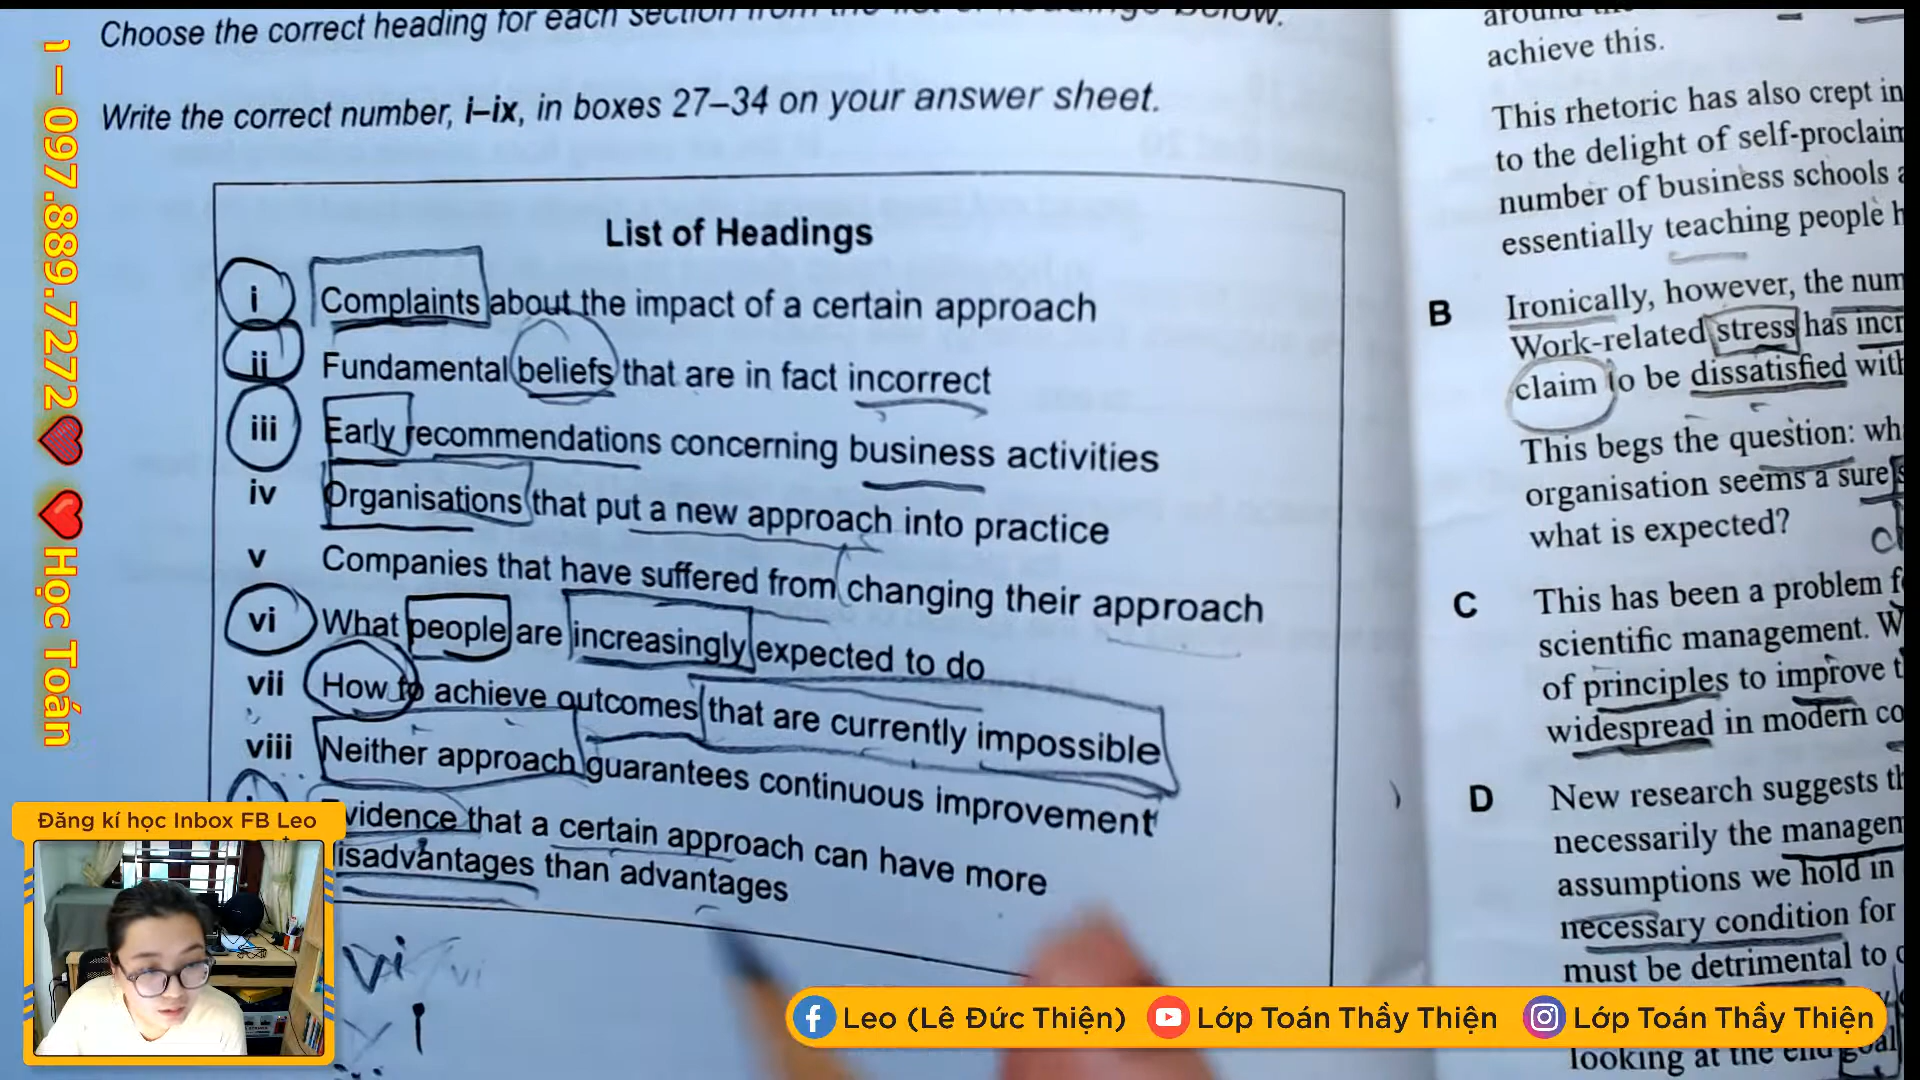 Choose the correct heading for each section from the list of headings below.
Write the correct number, i–ix, in boxes 27–34 on your answer sheet.
List of Headings
i Complaints about the impact of a certain approach
ii Fundamental beliefs that are in fact incorrect
iii Early recommendations concerning business activities
iv Organisations that put a new approach into practice
v Companies that have suffered from changing their approach
vi What people are increasingly expected to do
vii How to achieve outcomes that are currently impossible
viii Neither approach guarantees continuous improvement
vidence that a certain approach can have more
isadvantages than advantages
vi vi
i
around
achieve this.
This rhetoric has also crept in
to the delight of self-proclaim
number of business schools a
essentially teaching people h
B Ironically, however, the num
Work-related stress has incr
claim to be dissatisfied with
This begs the question: wh
organisation seems a sure s
what is expected?
C This has been a problem f
scientific management. W
of principles to improve t
widespread in modern co
D New research suggests th
necessarily the managem
assumptions we hold in
necessary condition for
must be detrimental to
looking at the end goal
– 097.889.7272 Học Toán
Đăng kí học Inbox FB Leo
Leo (Lê Đức Thiện) Lớp Toán Thầy Thiện Lớp Toán Thầy Thiện